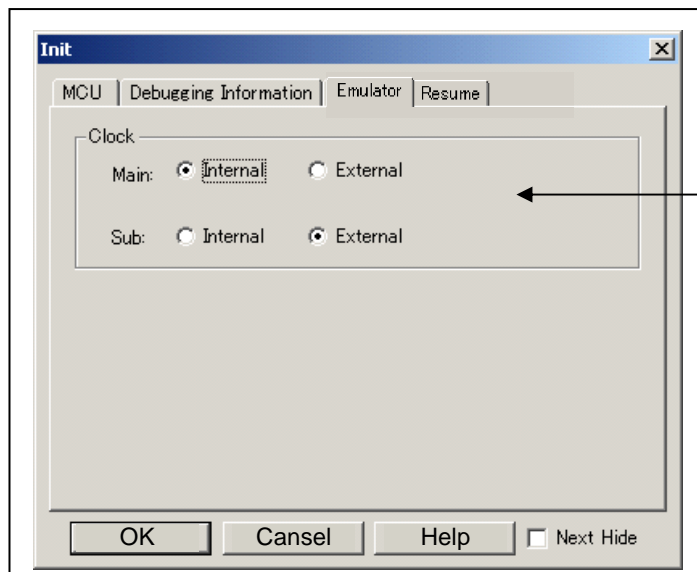 Init
MCU Debugging Information Emulator Resume
Clock
Main: Internal External
Sub: Internal External
OK Cansel Help Next Hide